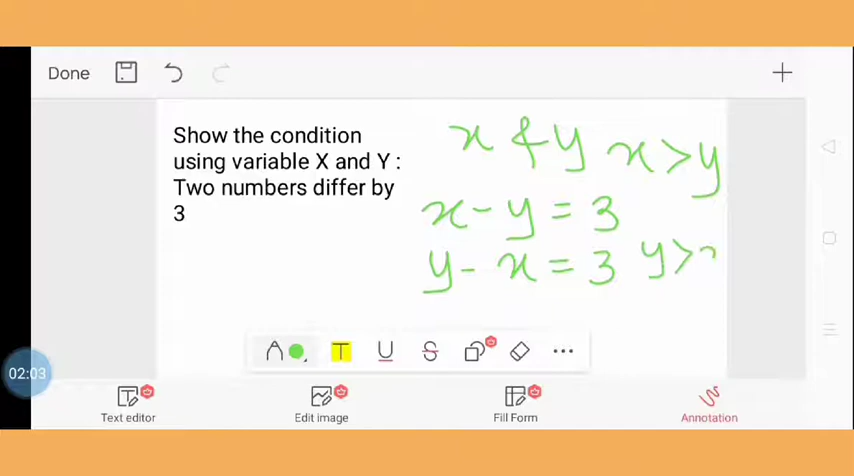 Done
Show the condition
using variable X and Y :
Two numbers differ by
3
x & y x > y
x - y = 3
y - x = 3 y >
T
U
S
02:03
Text editor
Edit image
Fill Form
Annotation